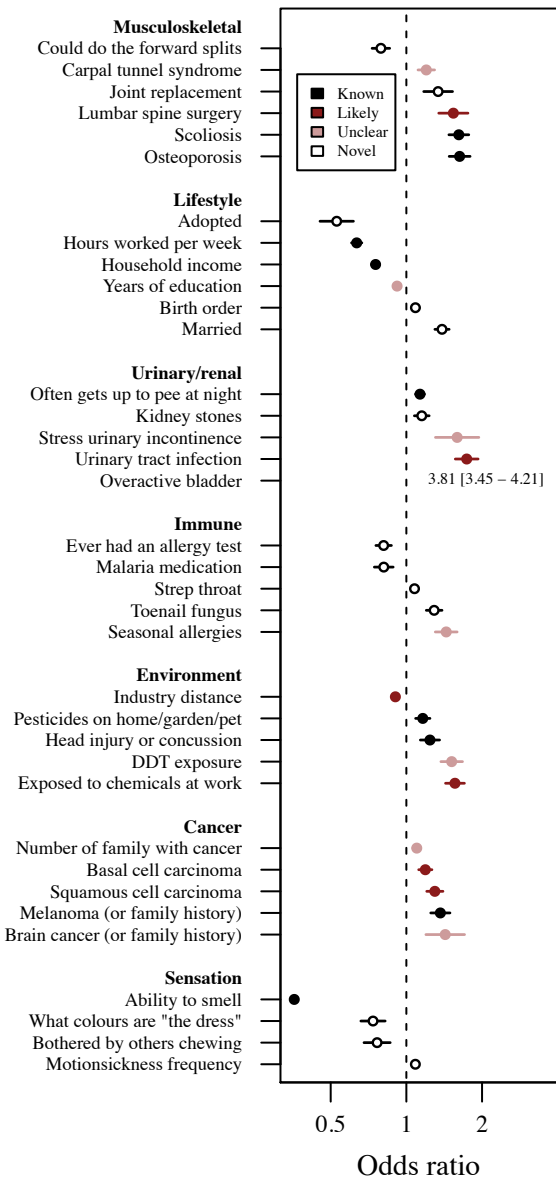 Musculoskeletal
Could do the forward splits
Carpal tunnel syndrome
Joint replacement
Lumbar spine surgery
Scoliosis
Osteoporosis
Known
Likely
Unclear
Novel
Lifestyle
Adopted
Hours worked per week
Household income
Years of education
Birth order
Married
Urinary/renal
Often gets up to pee at night
Kidney stones
Stress urinary incontinence
Urinary tract infection
Overactive bladder
3.81 [3.45 – 4.21]
Immune
Ever had an allergy test
Malaria medication
Strep throat
Toenail fungus
Seasonal allergies
Environment
Industry distance
Pesticides on home/garden/pet
Head injury or concussion
DDT exposure
Exposed to chemicals at work
Cancer
Number of family with cancer
Basal cell carcinoma
Squamous cell carcinoma
Melanoma (or family history)
Brain cancer (or family history)
Sensation
Ability to smell
What colours are "the dress"
Bothered by others chewing
Motionsickness frequency
0.5 1 2
Odds ratio